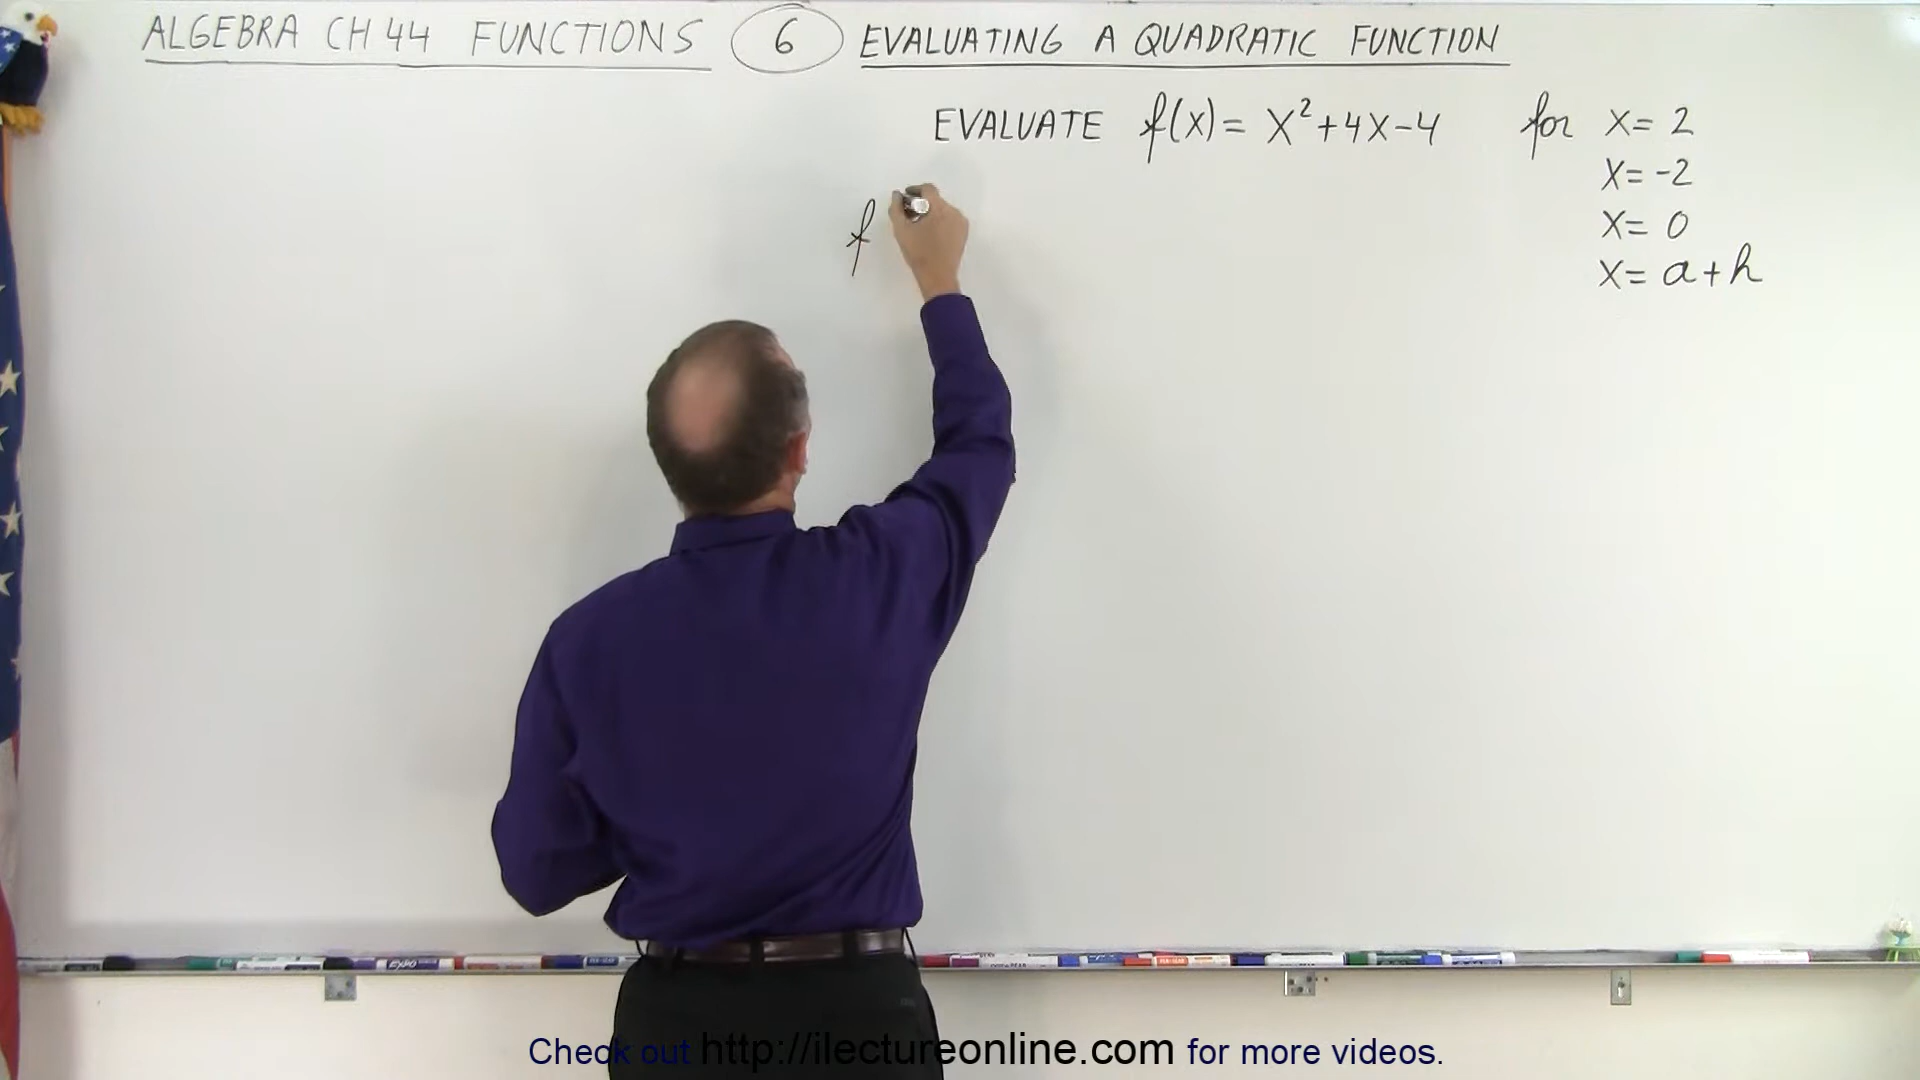 ALGEBRA CH 44 FUNCTIONS 6 EVALUATING A QUADRATIC FUNCTION
EVALUATE f(x) = x²+4x-4 for x= 2
x= -2
x= 0
x= a+h
f
EXPO
Check out http://ilectureonline.com for more videos.